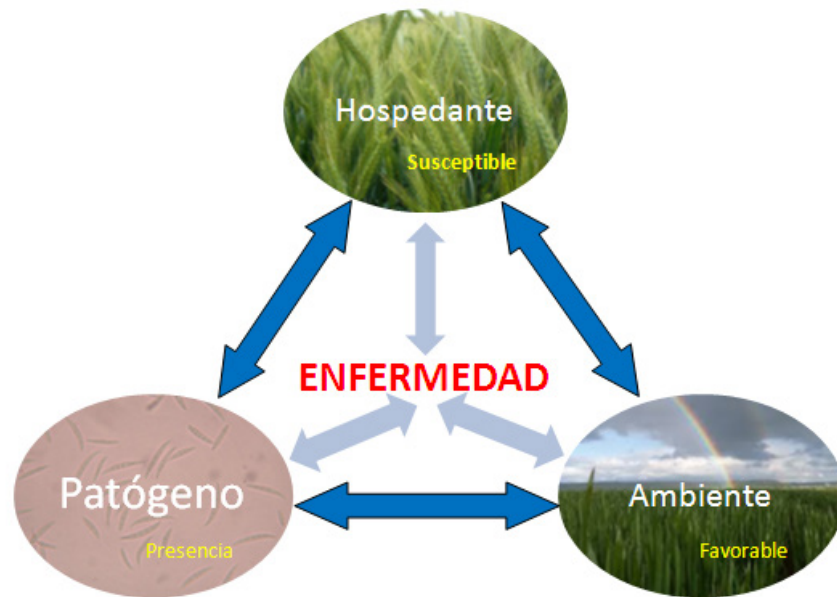 Hospedante
Susceptible
ENFERMEDAD
Patógeno
Presencia
Ambiente
Favorable